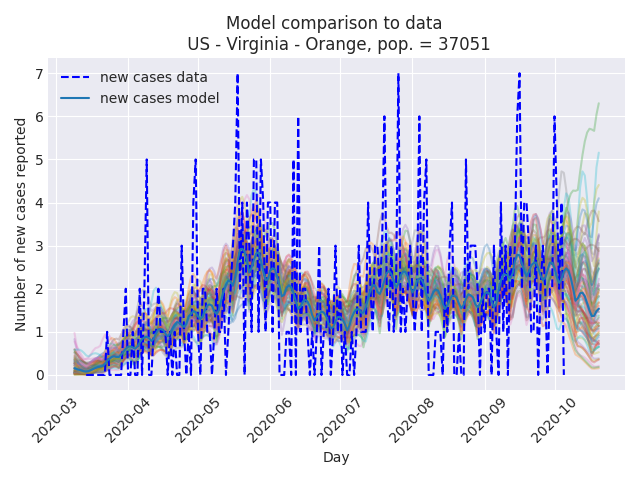 Model comparison to data
US - Virginia - Orange, pop. = 37051
new cases data
new cases model
Number of new cases reported
7
6
5
4
3
2
1
0
2020-03
2020-04
2020-05
2020-06
2020-07
2020-08
2020-09
2020-10
Day